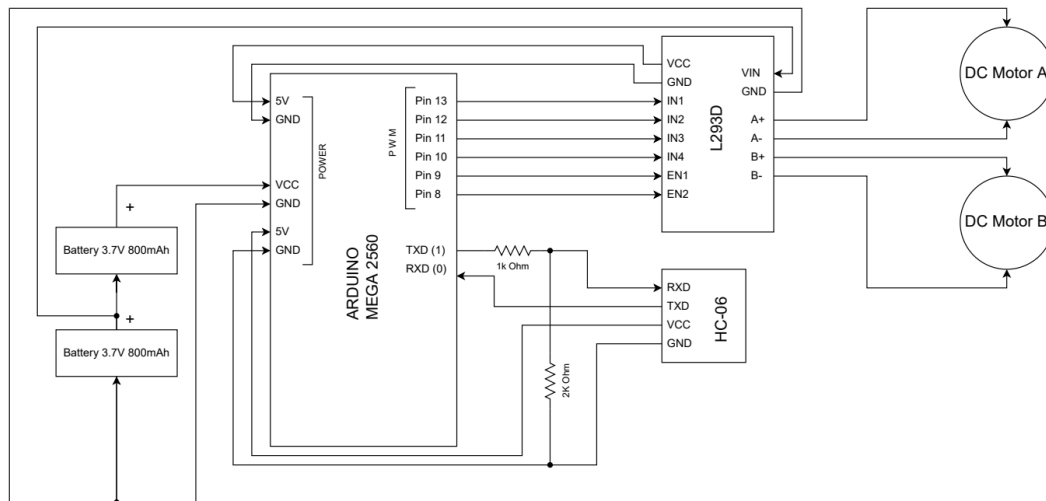 5V
GND
VCC
GND
5V
GND
POWER
P W M
Pin 13
Pin 12
Pin 11
Pin 10
Pin 9
Pin 8
TXD (1)
RXD (0)
ARDUINO
MEGA 2560
+
Battery 3.7V 800mAh
+
Battery 3.7V 800mAh
1k Ohm
2K Ohm
VCC
GND
IN1
IN2
IN3
IN4
EN1
EN2
L293D
VIN
GND
A+
A-
B+
B-
DC Motor A
DC Motor B
RXD
TXD
VCC
GND
HC-06